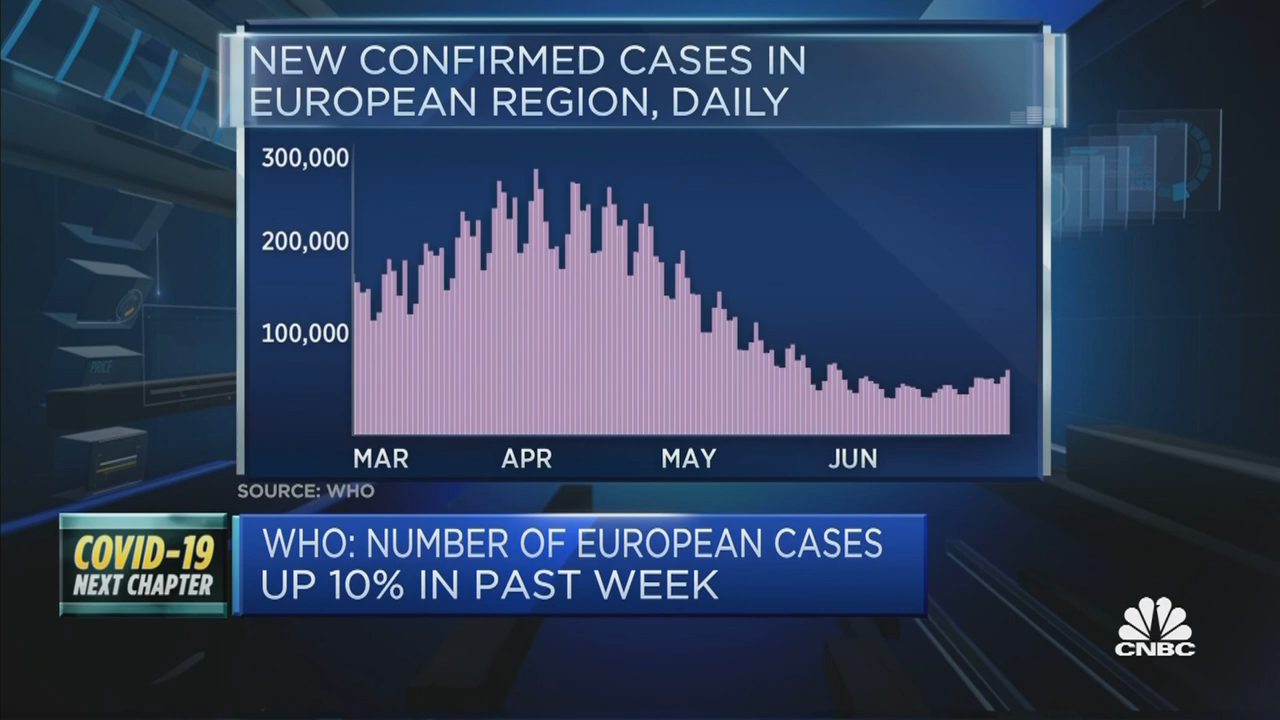 NEW CONFIRMED CASES IN
EUROPEAN REGION, DAILY
300,000
200,000
100,000
MAR APR MAY JUN
SOURCE: WHO
PRICE
COVID-19
NEXT CHAPTER
WHO: NUMBER OF EUROPEAN CASES
UP 10% IN PAST WEEK
CNBC